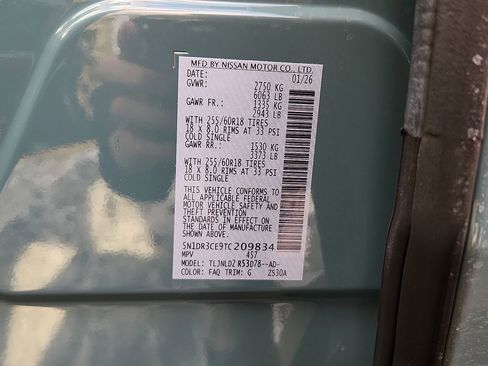 MFD BY NISSAN MOTOR CO., LTD.
DATE: 01/26
GVWR: 2750 KG
6063 LB
GAWR FR.: 1335 KG
2943 LB
WITH 255/60R18 TIRES
18 x 8.0 RIMS AT 33 PSI
COLD SINGLE
GAWR RR.: 1530 KG
3373 LB
WITH 255/60R18 TIRES
18 x 8.0 RIMS AT 33 PSI
COLD SINGLE
THIS VEHICLE CONFORMS TO
ALL APPLICABLE FEDERAL
MOTOR VEHICLE SAFETY AND
THEFT PREVENTION
STANDARDS IN EFFECT ON
THE DATE OF MANUFACTURE
SHOWN ABOVE.
5N1DR3CE9TC209834
MPV 457
MODEL: TLJNLDZ R53D78--AD-
COLOR: FAQ TRIM: G ZS30A